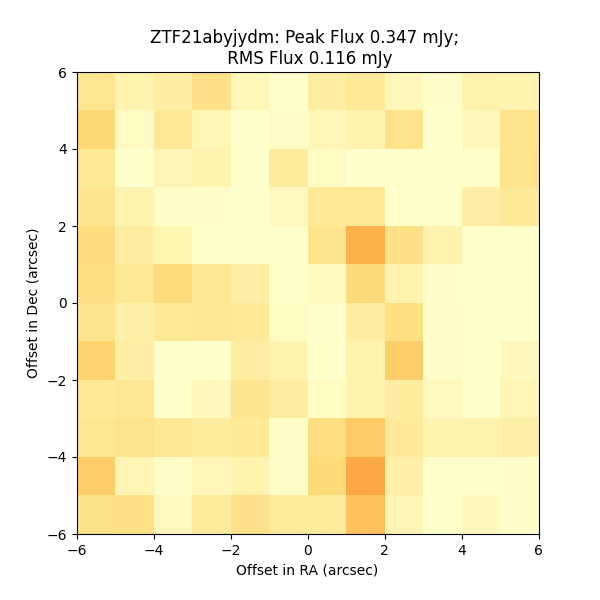 ZTF21abyjydm: Peak Flux 0.347 mJy;
RMS Flux 0.116 mJy
6
4
2
0
−2
−4
−6
Offset in Dec (arcsec)
−6 −4 −2 0 2 4 6
Offset in RA (arcsec)